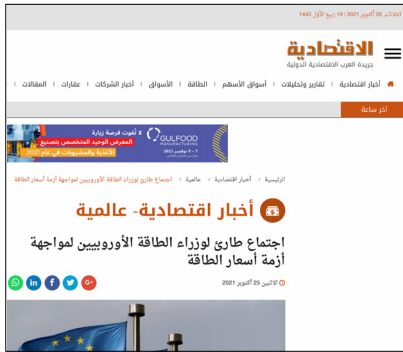 الثلاثاء, 26 أكتوبر 2021 | 19 ربيع الأول 1443
الاقتصادية
جريدة العرب الاقتصادية الدولية
أخبار اقتصادية | تقارير وتحليلات | أسواق الأسهم | الطاقة | الأسواق | أخبار الشركات | عقارات | المقالات |
آخر ساعة
GULFOOD
MANUFACTURING
لا تفوت فرصة زيارة
المعرض الوحيد المتخصص بتصنيع
الأغذية والمشروبات في عام 2021
الرئيسية > أخبار اقتصادية > عالمية > اجتماع طارئ لوزراء الطاقة الأوروبيين لمواجهة أزمة أسعار الطاقة
أخبار اقتصادية- عالمية
اجتماع طارئ لوزراء الطاقة الأوروبيين لمواجهة
أزمة أسعار الطاقة
الاثنين 25 أكتوبر 2021